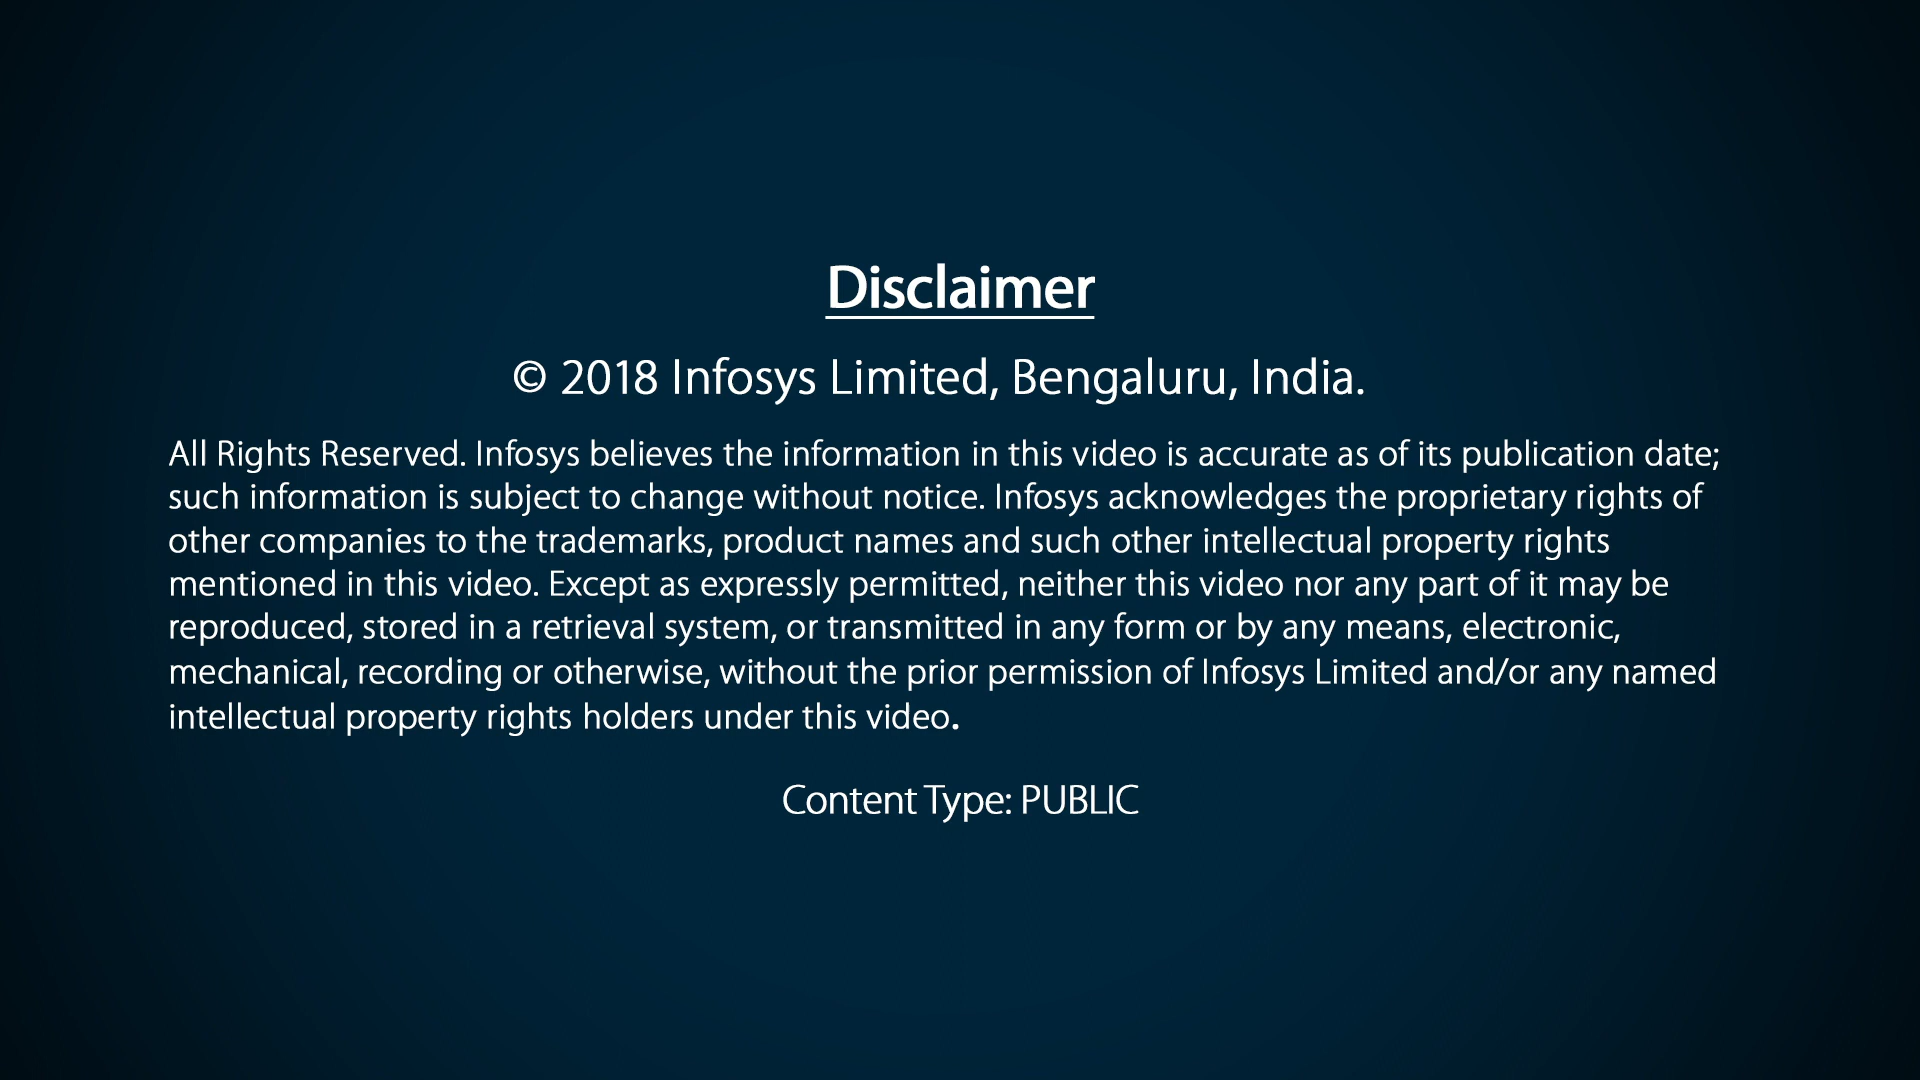 Disclaimer
© 2018 Infosys Limited, Bengaluru, India.
All Rights Reserved. Infosys believes the information in this video is accurate as of its publication date;
such information is subject to change without notice. Infosys acknowledges the proprietary rights of
other companies to the trademarks, product names and such other intellectual property rights
mentioned in this video. Except as expressly permitted, neither this video nor any part of it may be
reproduced, stored in a retrieval system, or transmitted in any form or by any means, electronic,
mechanical, recording or otherwise, without the prior permission of Infosys Limited and/or any named
intellectual property rights holders under this video.
Content Type: PUBLIC